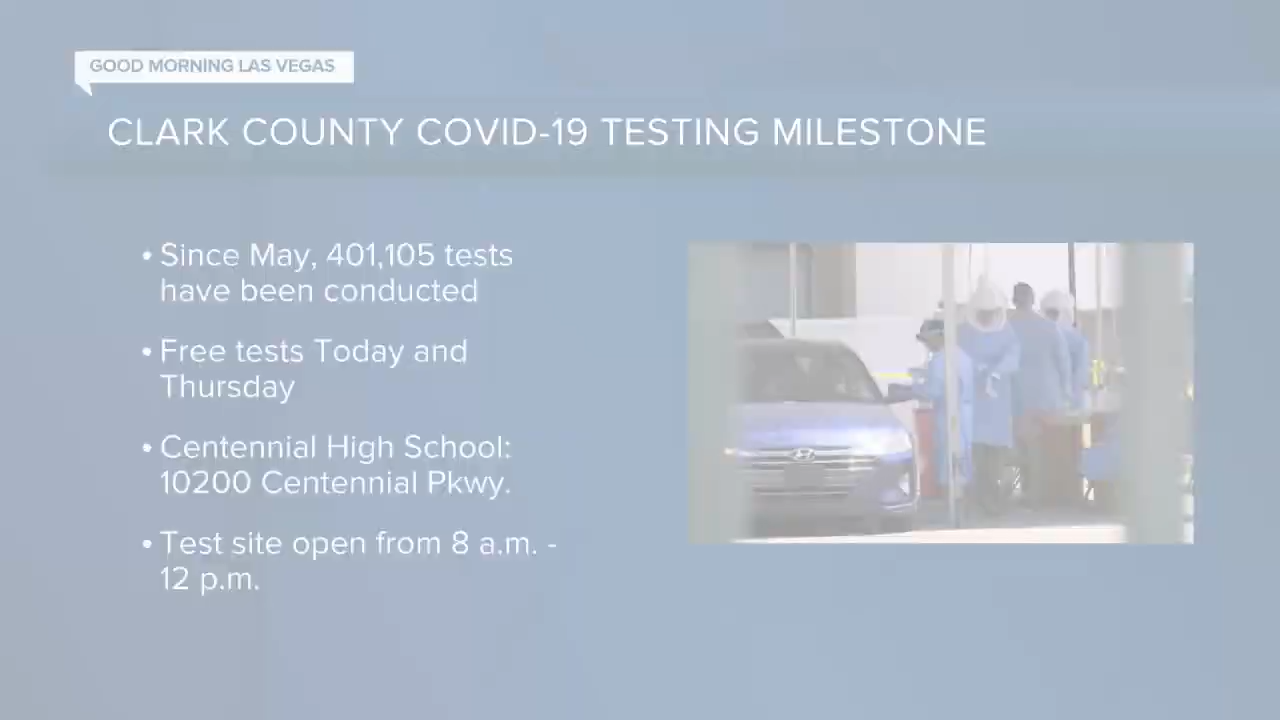 GOOD MORNING LAS VEGAS
CLARK COUNTY COVID-19 TESTING MILESTONE
• Since May, 401,105 tests
have been conducted
• Free tests Today and
Thursday
• Centennial High School:
10200 Centennial Pkwy.
• Test site open from 8 a.m. -
12 p.m.